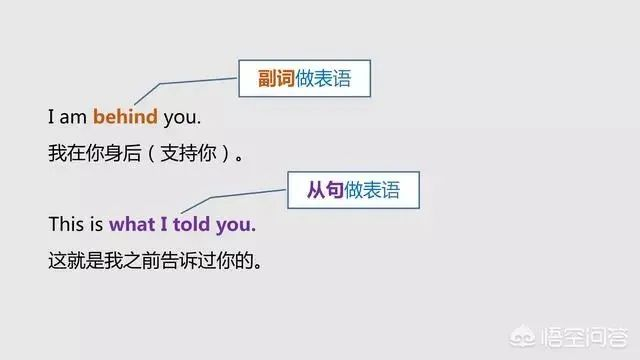 副词做表语
I am behind you.
我在你身后（支持你）。
从句做表语
This is what I told you.
这就是我之前告诉过你的。
悟空问答